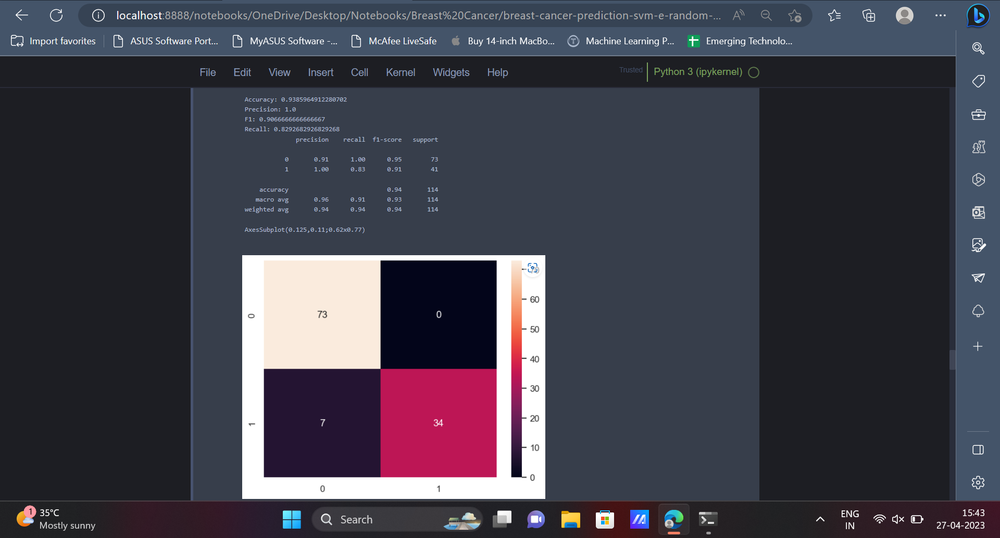 localhost:8888/notebooks/OneDrive/Desktop/Notebooks/Breast%20Cancer/breast-cancer-prediction-svm-e-random-...
Import favorites ASUS Software Port... MyASUS Software -... McAfee LiveSafe Buy 14-inch MacBo... Machine Learning P... Emerging Technolo...
File Edit View Insert Cell Kernel Widgets Help Trusted Python 3 (ipykernel)
Accuracy: 0.9385964912280702
Precision: 1.0
F1: 0.9066666666666667
Recall: 0.8292682926829268
precision recall f1-score support
0 0.91 1.00 0.95 73
1 1.00 0.83 0.91 41
accuracy 0.94 114
macro avg 0.96 0.91 0.93 114
weighted avg 0.94 0.94 0.94 114
AxesSubplot(0.125,0.11;0.62x0.77)
60
0 73 0
50
40
30
20
1 7 34
10
0
0 1
1 35°C
Mostly sunny
Search
ENG
IN
15:43
27-04-2023